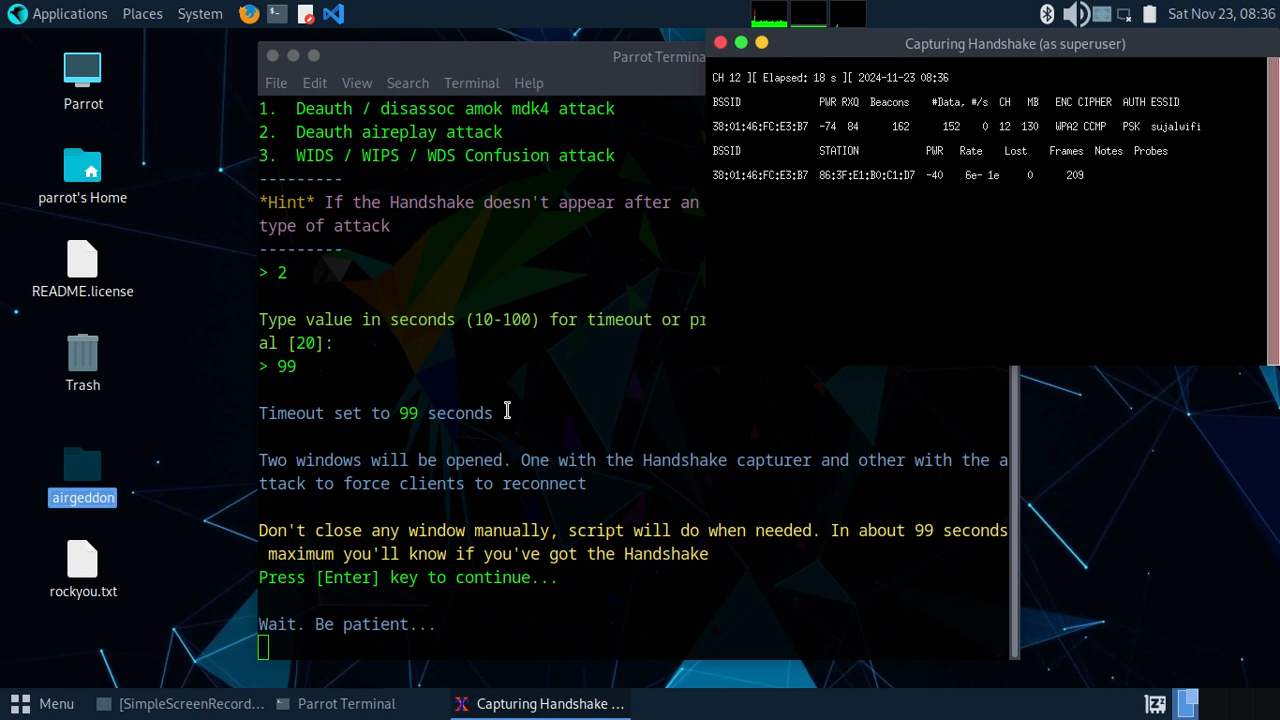 Applications Places System
Sat Nov 23, 08:36
Parrot
parrot's Home
README.license
Trash
airgeddon
rockyou.txt
Parrot Termina
File Edit View Search Terminal Help
1. Deauth / disassoc amok mdk4 attack
2. Deauth aireplay attack
3. WIDS / WIPS / WDS Confusion attack
---------
*Hint* If the Handshake doesn't appear after an
type of attack
---------
> 2
Type value in seconds (10-100) for timeout or pr
al [20]:
> 99
Timeout set to 99 seconds
Two windows will be opened. One with the Handshake capturer and other with the a
ttack to force clients to reconnect
Don't close any window manually, script will do when needed. In about 99 seconds
maximum you'll know if you've got the Handshake
Press [Enter] key to continue...
Wait. Be patient...
Capturing Handshake (as superuser)
CH 12 ][ Elapsed: 18 s ][ 2024-11-23 08:36
BSSID PWR RXQ Beacons #Data, #/s CH MB ENC CIPHER AUTH ESSID
38:01:46:FC:E3:B7 -74 84 162 152 0 12 130 WPA2 CCMP PSK sujalwifi
BSSID STATION PWR Rate Lost Frames Notes Probes
38:01:46:FC:E3:B7 86:3F:E1:B0:C1:D7 -40 6e- 1e 0 209
Menu [SimpleScreenRecord... Parrot Terminal Capturing Handshake ...